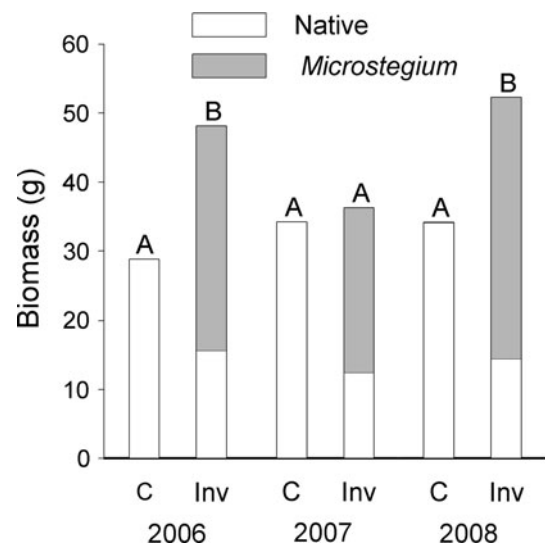 Native
Microstegium
Biomass (g)
60
50
40
30
20
10
0
A
B
A
A
A
B
C Inv C Inv C Inv
2006 2007 2008